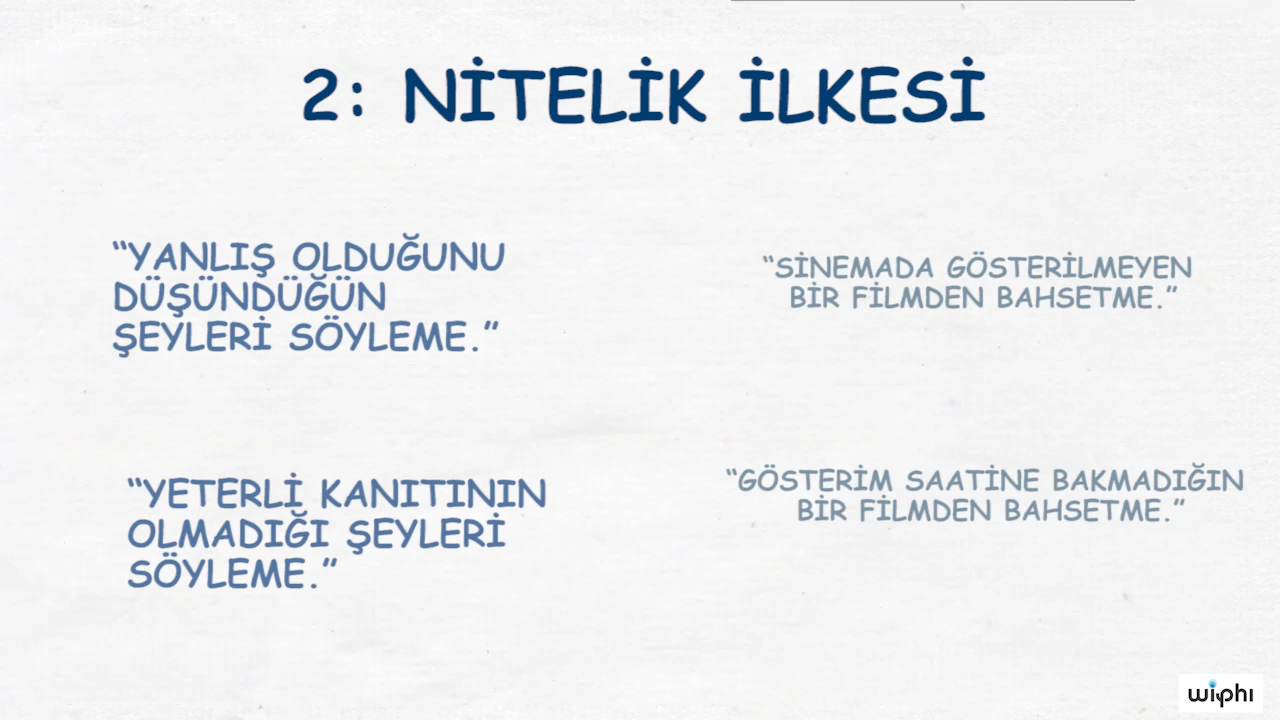 2: NİTELİK İLKESİ
“YANLIŞ OLDUĞUNU
DÜŞÜNDÜĞÜN
ŞEYLERİ SÖYLEME.”
“SİNEMADA GÖSTERİLMEYEN
BİR FİLMDEN BAHSETME.”
“YETERLİ KANITININ
OLMADIĞI ŞEYLERİ
SÖYLEME.”
“GÖSTERİM SAATİNE BAKMADIĞIN
BİR FİLMDEN BAHSETME.”
wiphi